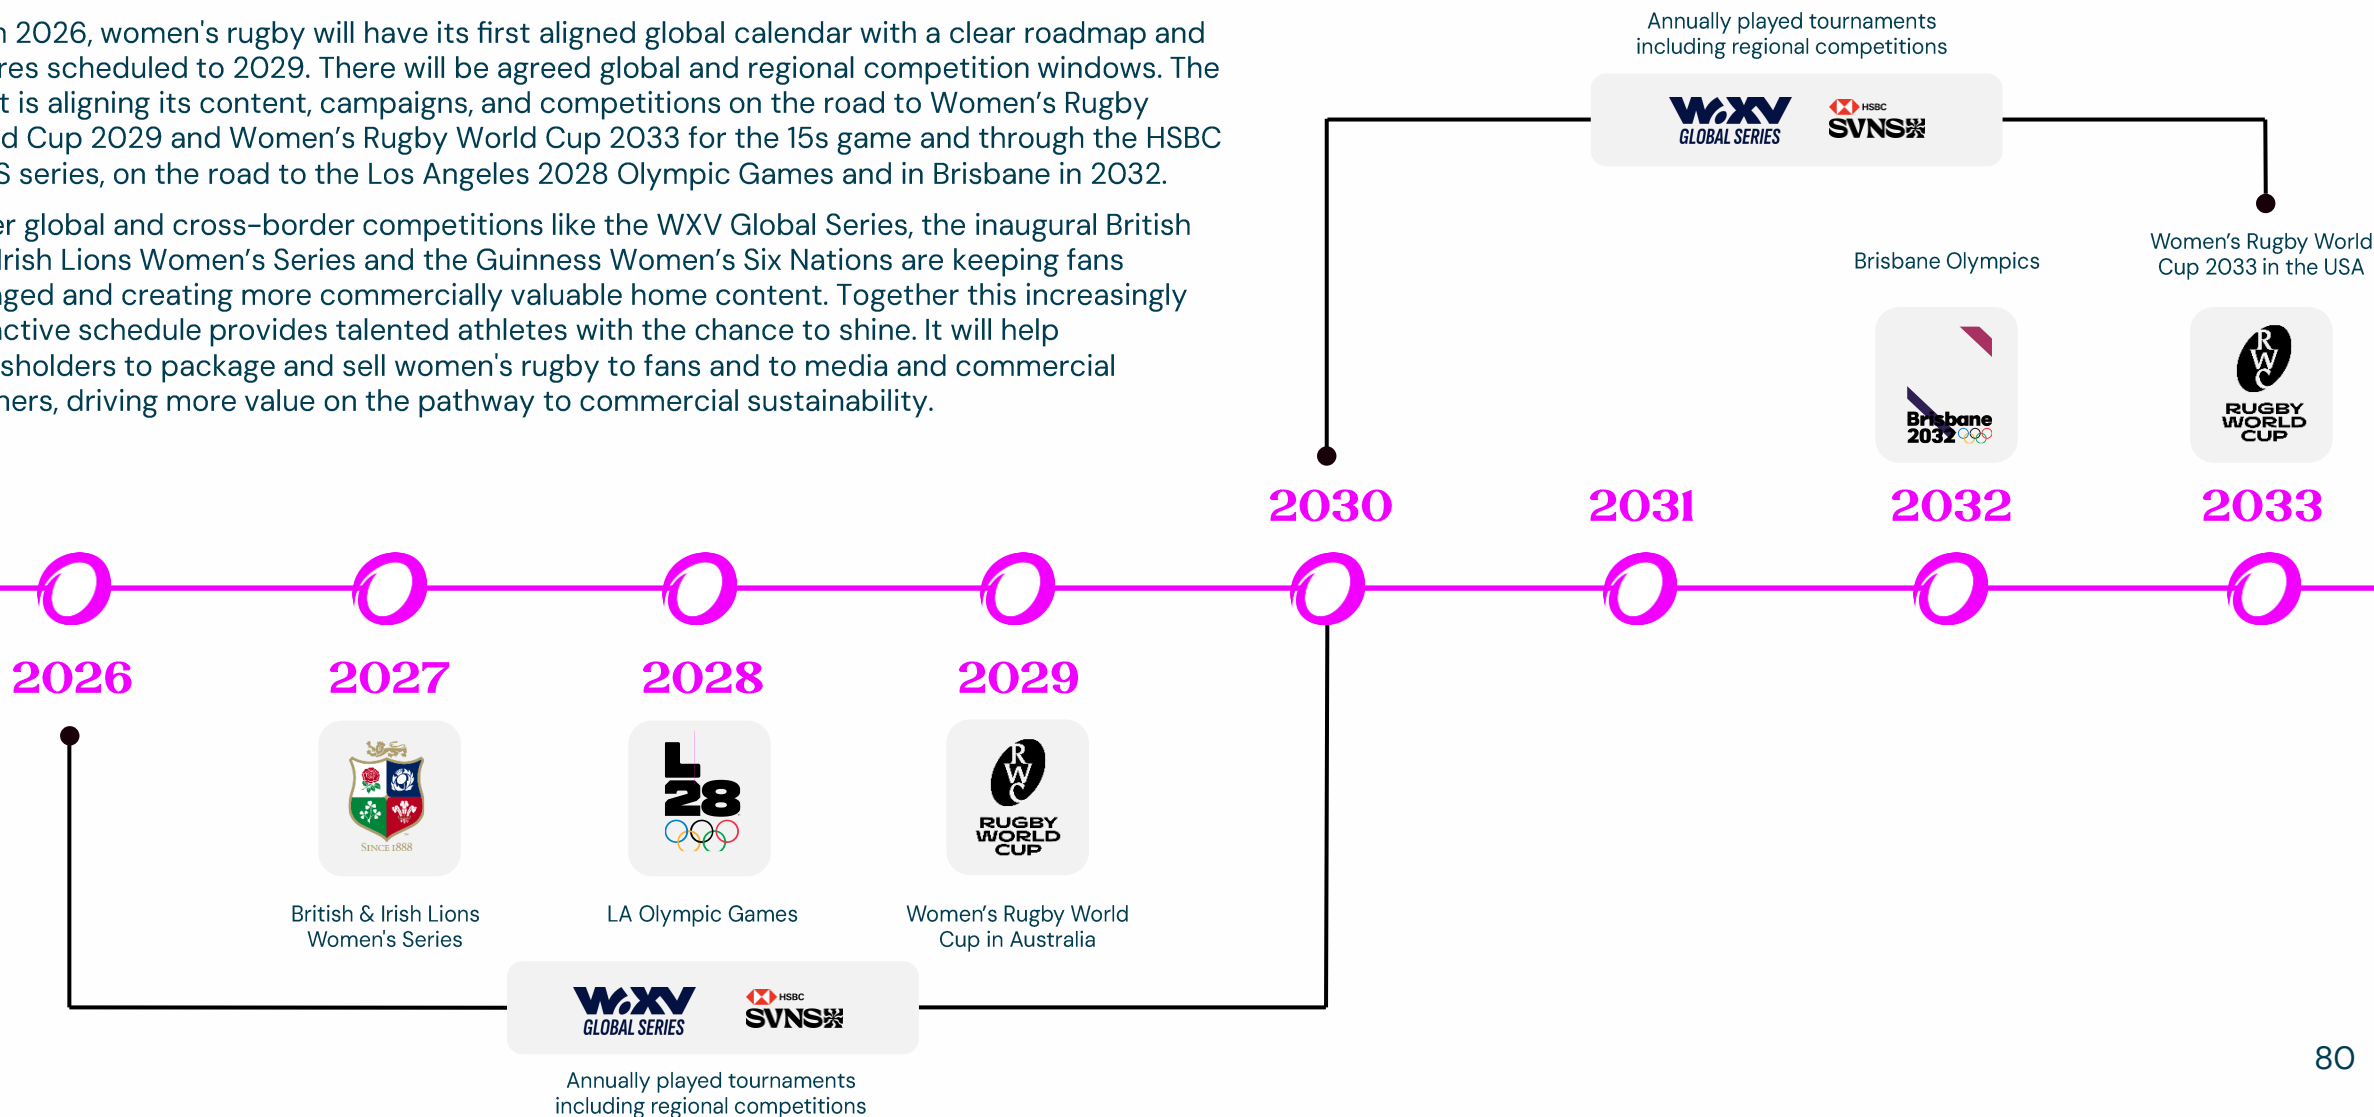 2026, women's rugby will have its first aligned global calendar with a clear roadmap and
scheduled to 2029. There will be agreed global and regional competition windows. The
is aligning its content, campaigns, and competitions on the road to Women’s Rugby
Cup 2029 and Women’s Rugby World Cup 2033 for the 15s game and through the HSBC
S series, on the road to the Los Angeles 2028 Olympic Games and in Brisbane in 2032.
global and cross-border competitions like the WXV Global Series, the inaugural British
Irish Lions Women’s Series and the Guinness Women’s Six Nations are keeping fans
and creating more commercially valuable home content. Together this increasingly
active schedule provides talented athletes with the chance to shine. It will help
sholders to package and sell women's rugby to fans and to media and commercial
ners, driving more value on the pathway to commercial sustainability.
Annually played tournaments
including regional competitions
WXV
GLOBAL SERIES
HSBC
SVNS
Brisbane Olympics
Women’s Rugby World
Cup 2033 in the USA
Brisbane
2032
RWC
RUGBY
WORLD
CUP
2030
2031
2032
2033
2026
2027
2028
2029
SINCE 1888
L
28
RWC
RUGBY
WORLD
CUP
British & Irish Lions
Women's Series
LA Olympic Games
Women’s Rugby World
Cup in Australia
WXV
GLOBAL SERIES
HSBC
SVNS
Annually played tournaments
including regional competitions
80